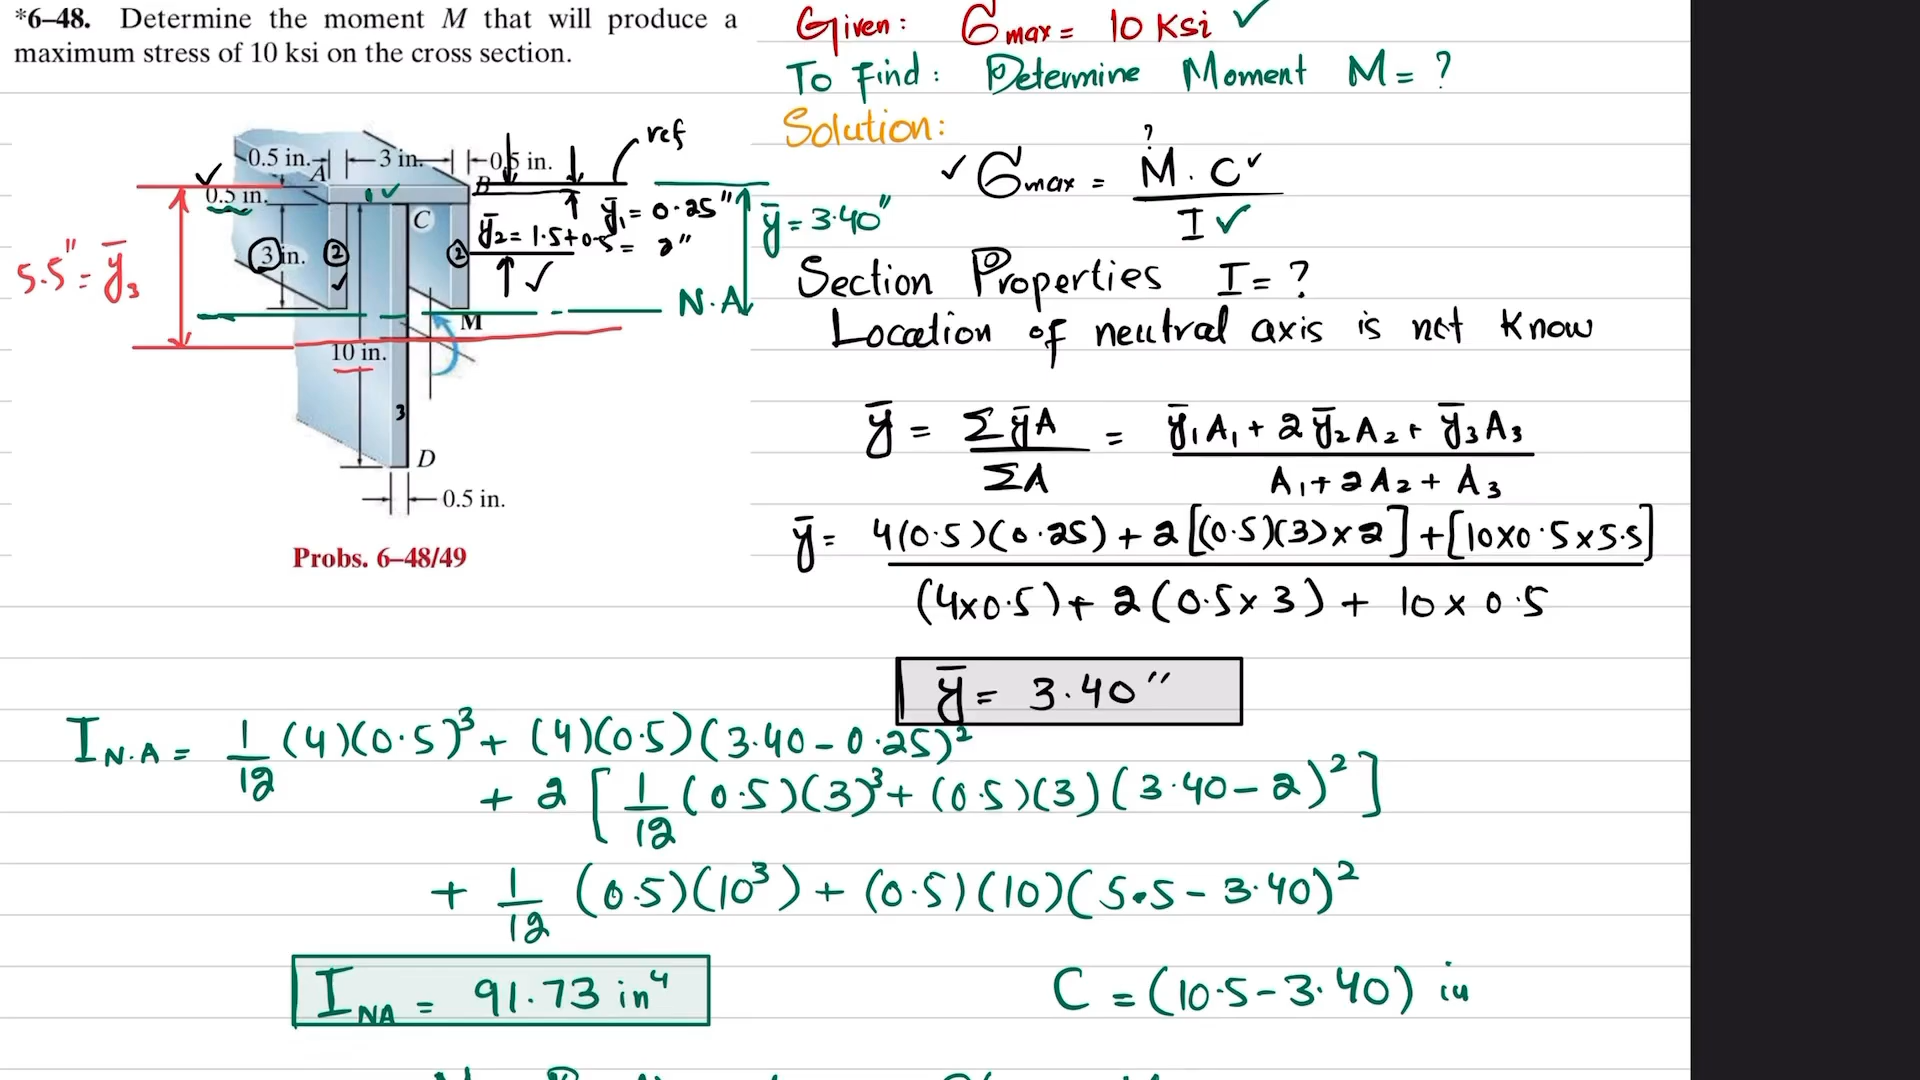 *6–48. Determine the moment M that will produce a
maximum stress of 10 ksi on the cross section.
Given: σmax = 10 Ksi ✓
To Find: Determine Moment M = ?
Solution:
?
✓ σmax = M . C ✓ / I ✓
Section Properties I = ?
Location of neutral axis is not Know
ref
0.5 in. 3 in. 0.5 in.
A B
0.5 in. 1 ✓
C
ȳ1 = 0.25"
ȳ2 = 1.5+0.5 = 2"
ȳ = 3.40"
3 in. 2 2
5.5" = ȳ3
N.A
M
10 in.
3
D
0.5 in.
Probs. 6–48/49
ȳ = ΣȳA / ΣA = ȳ1A1 + 2ȳ2A2 + ȳ3A3 / A1 + 2A2 + A3
ȳ = 4(0.5)(0.25) + 2[(0.5)(3)×2] + [10×0.5×5.5] / (4×0.5) + 2(0.5×3) + 10×0.5
ȳ = 3.40"
I N.A = 1/12 (4)(0.5)³ + (4)(0.5)(3.40-0.25)²
+ 2 [1/12 (0.5)(3)³ + (0.5)(3)(3.40-2)²]
+ 1/12 (0.5)(10³) + (0.5)(10)(5.5-3.40)²
I NA = 91.73 in⁴
C = (10.5-3.40) in